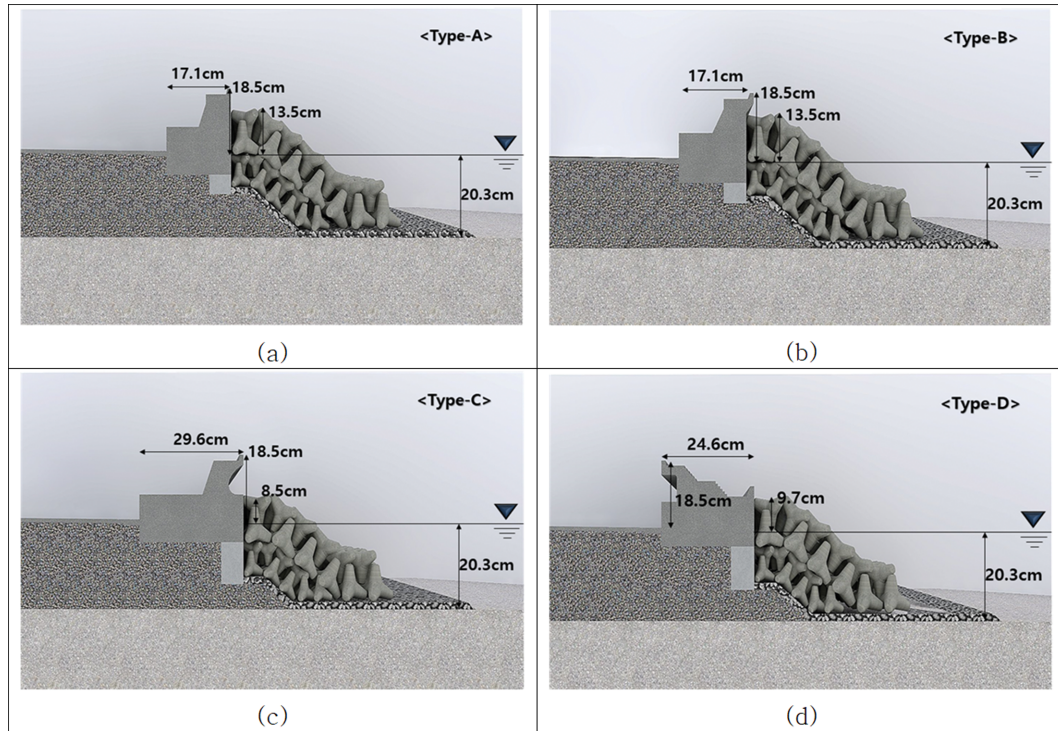 <Type-A>
17.1cm
18.5cm
13.5cm
20.3cm
(a)
<Type-B>
17.1cm
18.5cm
13.5cm
20.3cm
(b)
<Type-C>
29.6cm
18.5cm
8.5cm
20.3cm
(c)
<Type-D>
24.6cm
18.5cm
9.7cm
20.3cm
(d)